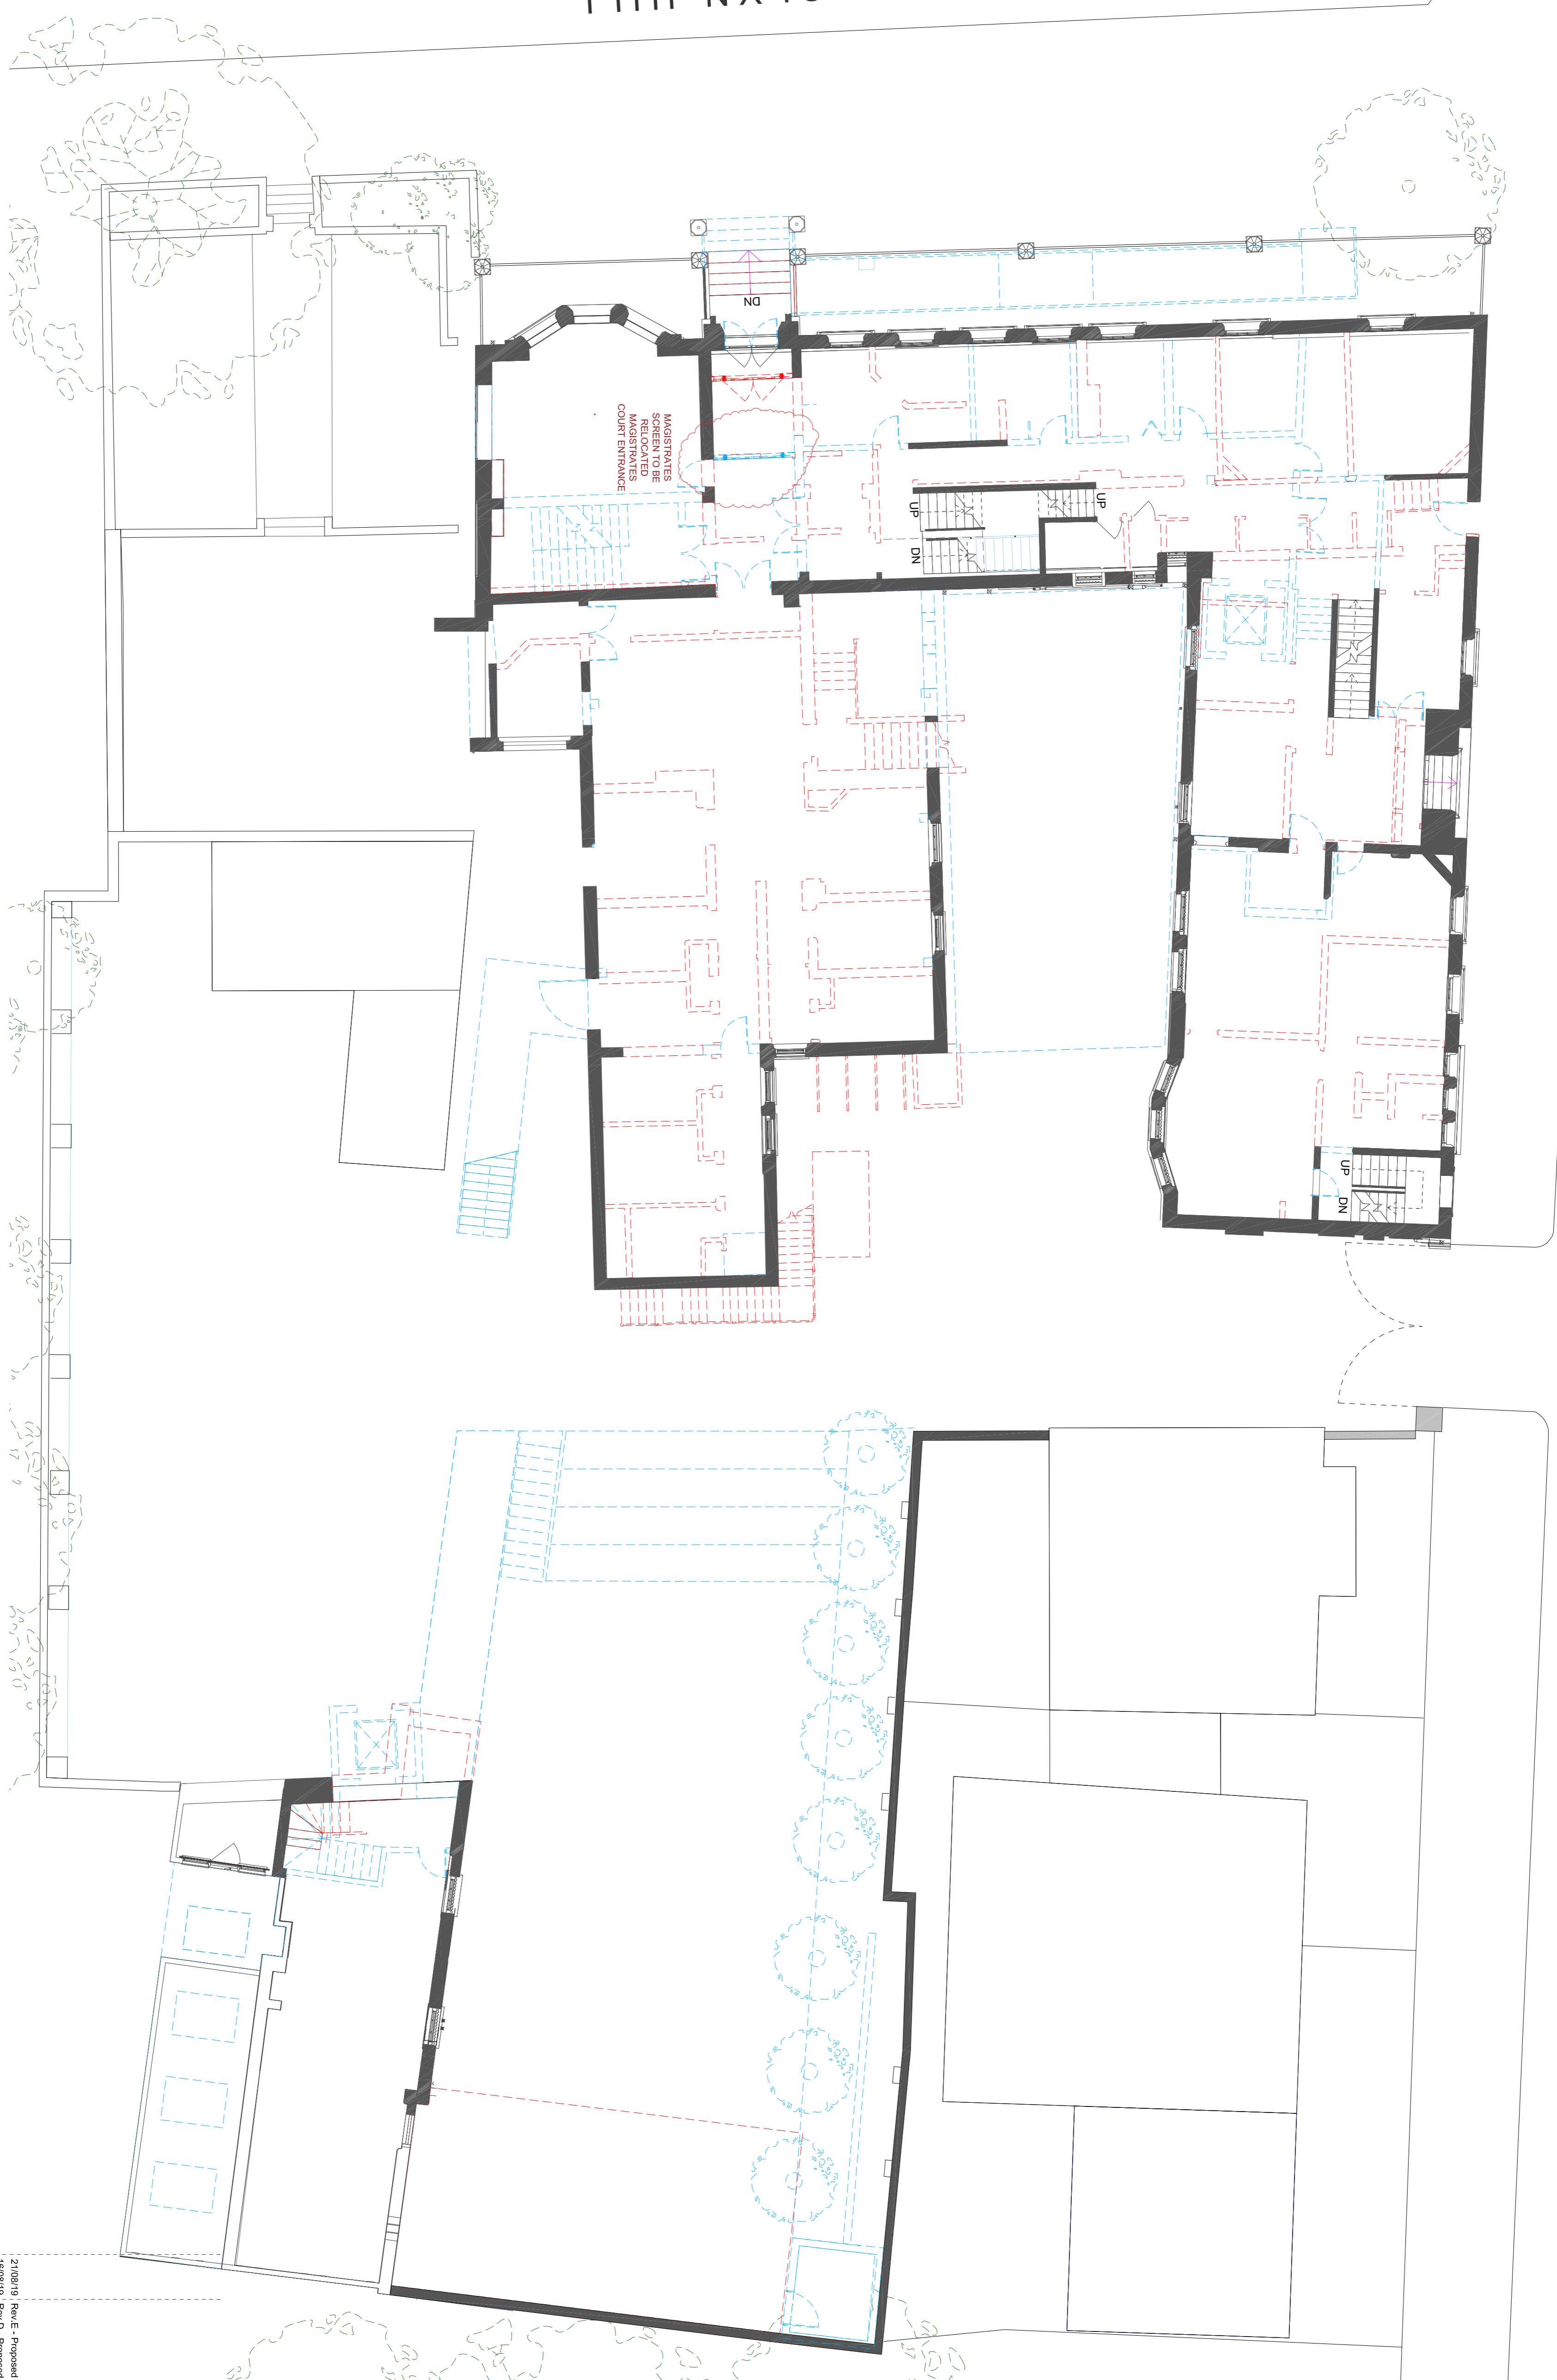 DN
MAGISTRATES
SCREEN TO BE
RELOCATED
MAGISTRATES
COURT ENTRANCE
UP
UP
DN
UP
DN
21/08/19 Rev.E - Proposed